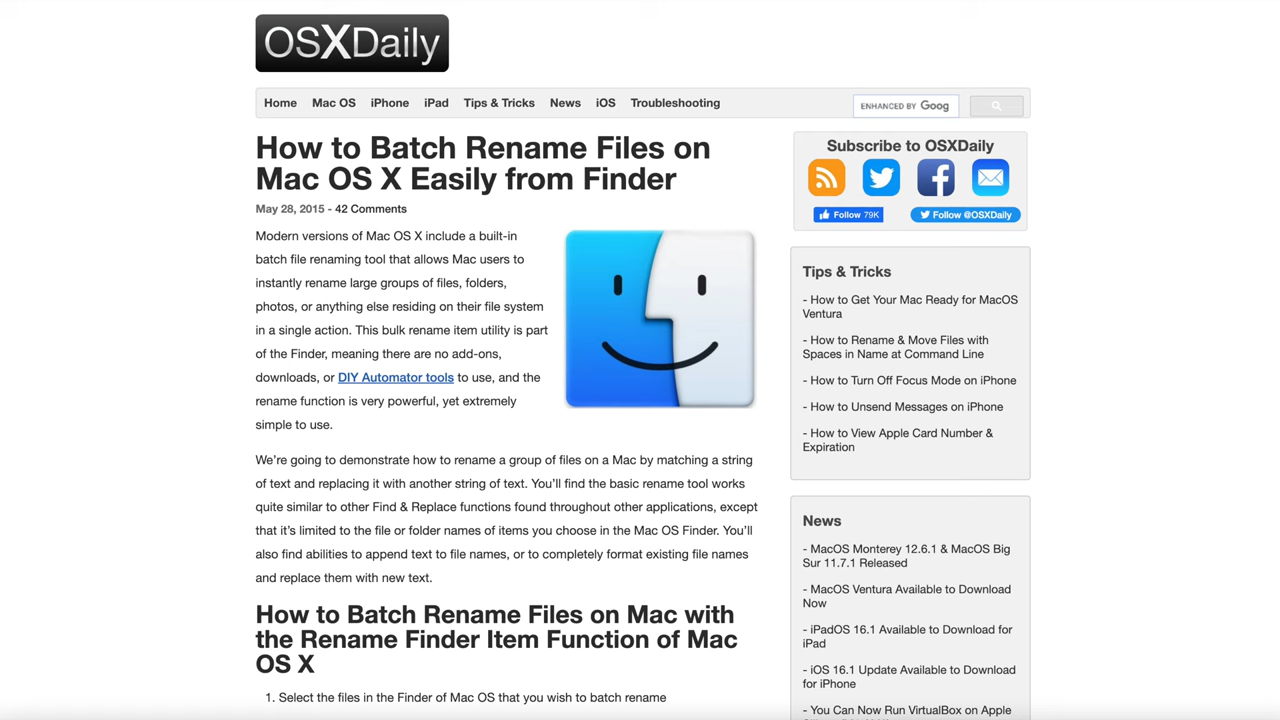 OSXDaily
Home Mac OS iPhone iPad Tips & Tricks News iOS Troubleshooting
ENHANCED BY Goog
How to Batch Rename Files on
Mac OS X Easily from Finder
May 28, 2015 - 42 Comments
Modern versions of Mac OS X include a built-in
batch file renaming tool that allows Mac users to
instantly rename large groups of files, folders,
photos, or anything else residing on their file system
in a single action. This bulk rename item utility is part
of the Finder, meaning there are no add-ons,
downloads, or DIY Automator tools to use, and the
rename function is very powerful, yet extremely
simple to use.
We're going to demonstrate how to rename a group of files on a Mac by matching a string
of text and replacing it with another string of text. You'll find the basic rename tool works
quite similar to other Find & Replace functions found throughout other applications, except
that it's limited to the file or folder names of items you choose in the Mac OS Finder. You'll
also find abilities to append text to file names, or to completely format existing file names
and replace them with new text.
How to Batch Rename Files on Mac with
the Rename Finder Item Function of Mac
OS X
1. Select the files in the Finder of Mac OS that you wish to batch rename
Subscribe to OSXDaily
Follow 79K
Follow @OSXDaily
Tips & Tricks
- How to Get Your Mac Ready for MacOS
Ventura
- How to Rename & Move Files with
Spaces in Name at Command Line
- How to Turn Off Focus Mode on iPhone
- How to Unsend Messages on iPhone
- How to View Apple Card Number &
Expiration
News
- MacOS Monterey 12.6.1 & MacOS Big
Sur 11.7.1 Released
- MacOS Ventura Available to Download
Now
- iPadOS 16.1 Available to Download for
iPad
- iOS 16.1 Update Available to Download
for iPhone
- You Can Now Run VirtualBox on Apple